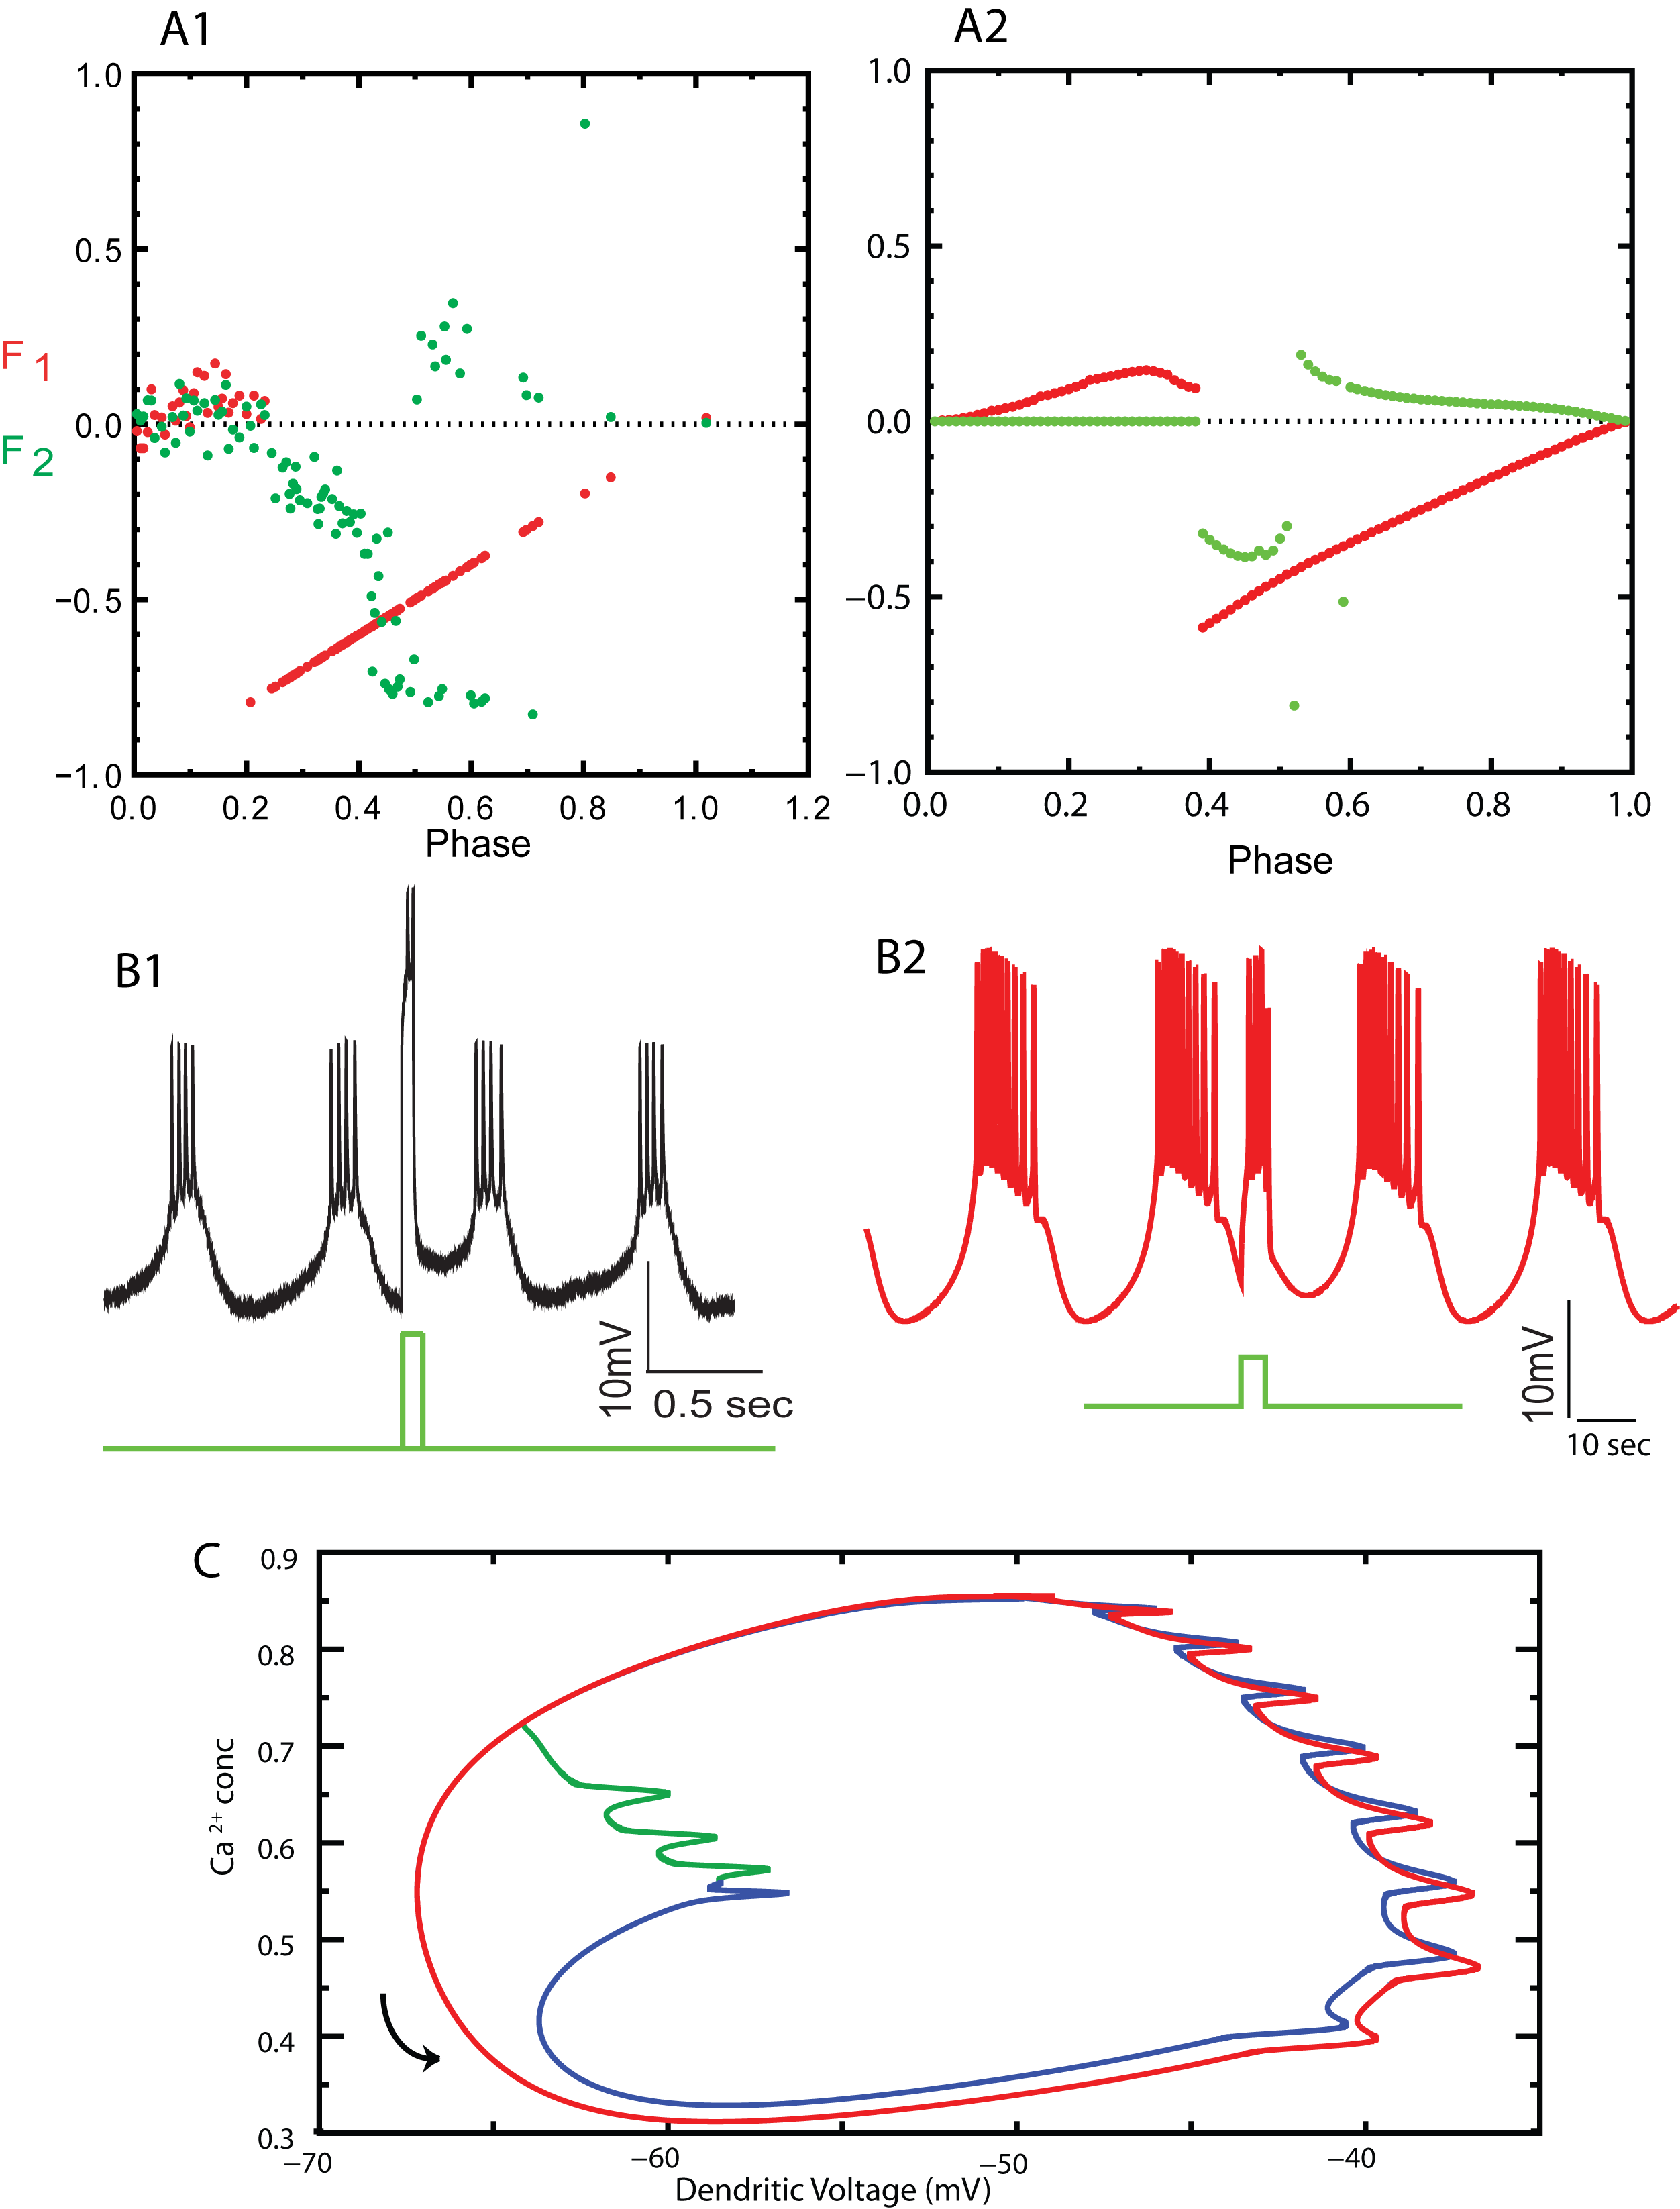 A1
A2
1.0
0.5
0.0
−0.5
−1.0
F 1
F 2
0.0 0.2 0.4 0.6 0.8 1.0 1.2
Phase
1.0
0.5
0.0
−0.5
−1.0
0.0 0.2 0.4 0.6 0.8 1.0
Phase
B1
10mV
0.5 sec
B2
10mV
10 sec
C
0.9
0.8
0.7
0.6
0.5
0.4
0.3
Ca 2+ conc
−70 −60 −50 −40
Dendritic Voltage (mV)